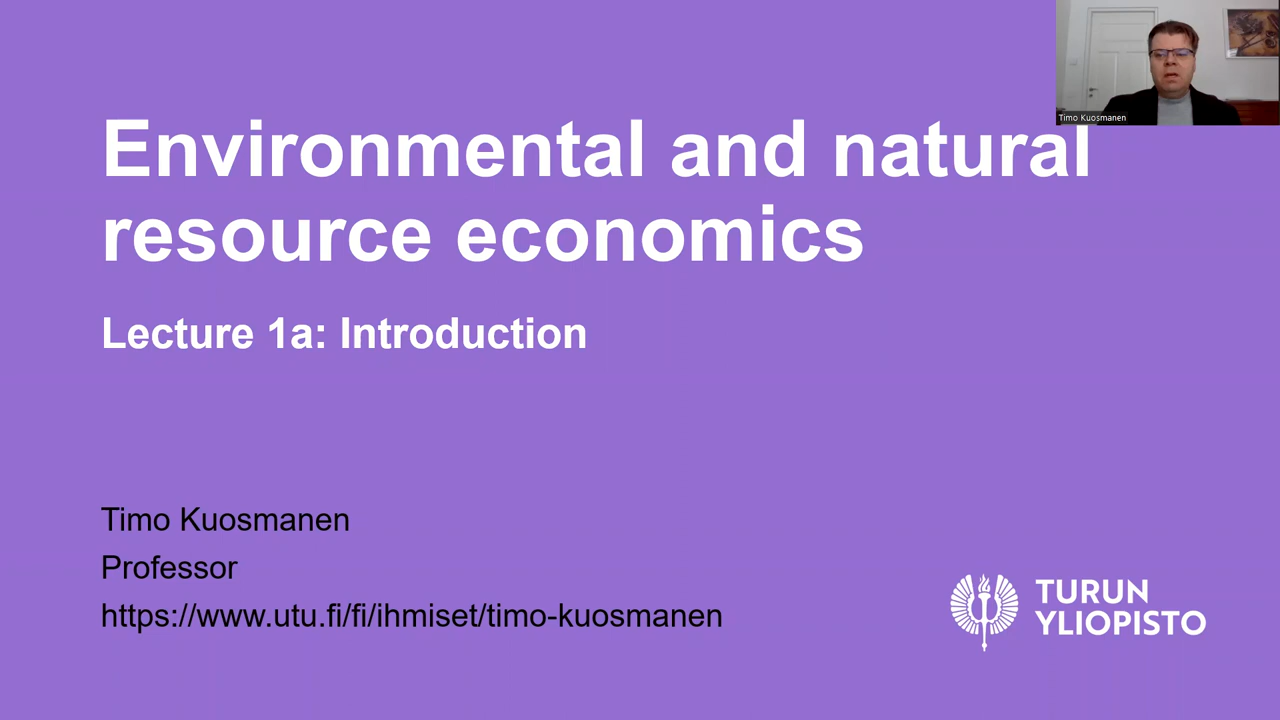 Timo Kuosmanen
Environmental and natural
resource economics
Lecture 1a: Introduction
Timo Kuosmanen
Professor
https://www.utu.fi/fi/ihmiset/timo-kuosmanen
TURUN
YLIOPISTO